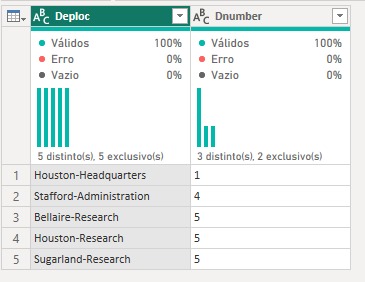 ABC Deploc ABC Dnumber
Válidos 100% Válidos 100%
Erro 0% Erro 0%
Vazio 0% Vazio 0%
5 distinto(s), 5 exclusivo(s) 3 distinto(s), 2 exclusivo(s)
1 Houston-Headquarters 1
2 Stafford-Administration 4
3 Bellaire-Research 5
4 Houston-Research 5
5 Sugarland-Research 5